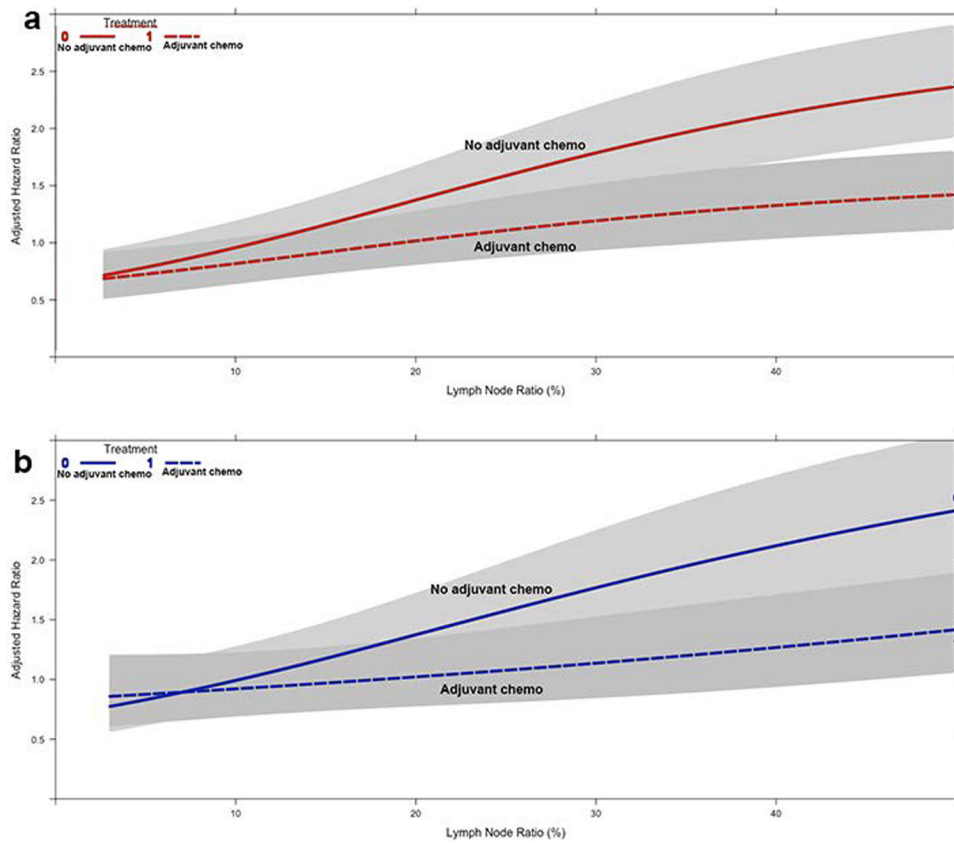 a
Treatment
0 1
No adjuvant chemo Adjuvant chemo
2.5
2.0
1.5
1.0
0.5
Adjusted Hazard Ratio
No adjuvant chemo
Adjuvant chemo
10 20 30 40
Lymph Node Ratio (%)
b
Treatment
0 1
No adjuvant chemo Adjuvant chemo
2.5
2.0
1.5
1.0
0.5
Adjusted Hazard Ratio
No adjuvant chemo
Adjuvant chemo
10 20 30 40
Lymph Node Ratio (%)